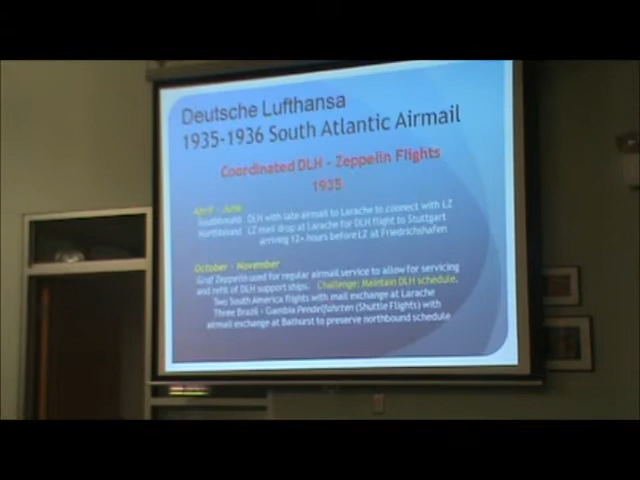 Deutsche Lufthansa
1935-1936 South Atlantic Airmail
Coordinated DLH - Zeppelin Flights
1935
April - June
Southbound DLH with late airmail to Larache to connect with LZ
Northbound LZ mail drop at Larache for DLH flight to Stuttgart
arriving 12+ hours before LZ at Friedrichshafen
October - November
Graf Zeppelin used for regular airmail service to allow for servicing
and refit of DLH support ships. Challenge: Maintain DLH schedule.
Two South America flights with mail exchange at Larache
Three Brazil - Gambia Pendelfahrten (Shuttle Flights) with
airmail exchange at Bathurst to preserve northbound schedule